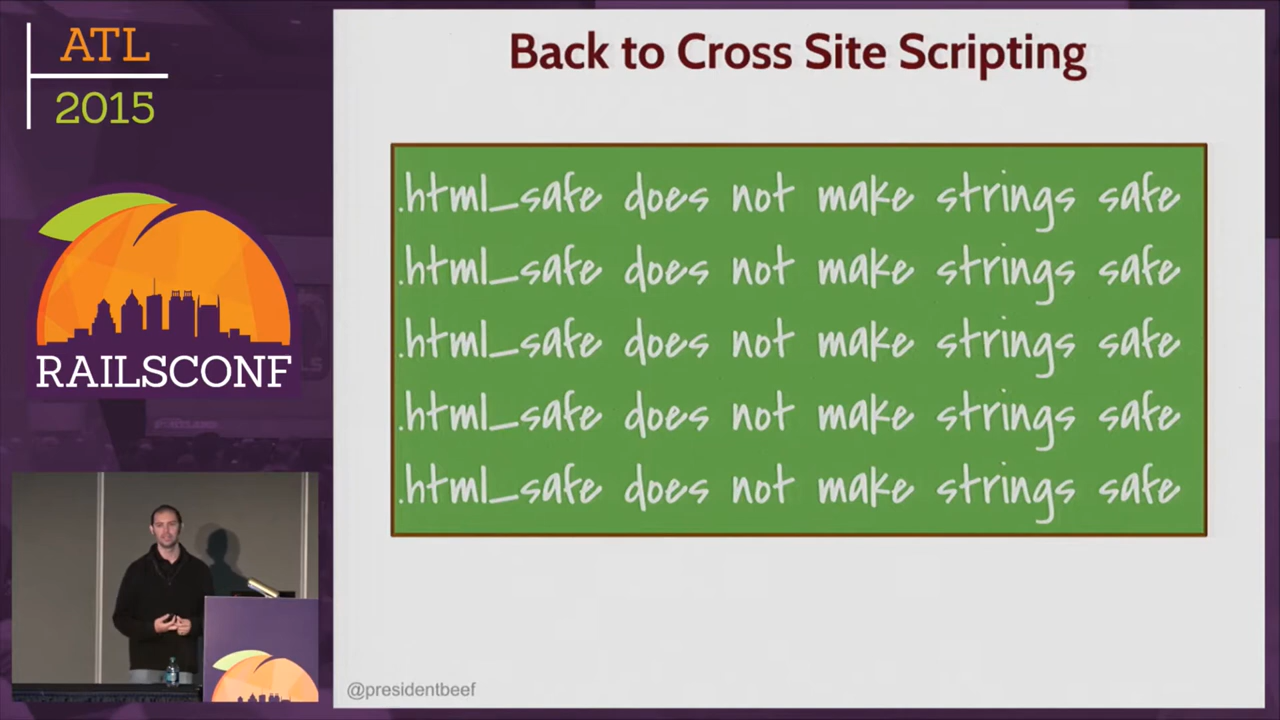 ATL
2015
RAILSCONF
Back to Cross Site Scripting
.html_safe does not make strings safe
.html_safe does not make strings safe
.html_safe does not make strings safe
.html_safe does not make strings safe
.html_safe does not make strings safe
@presidentbeef